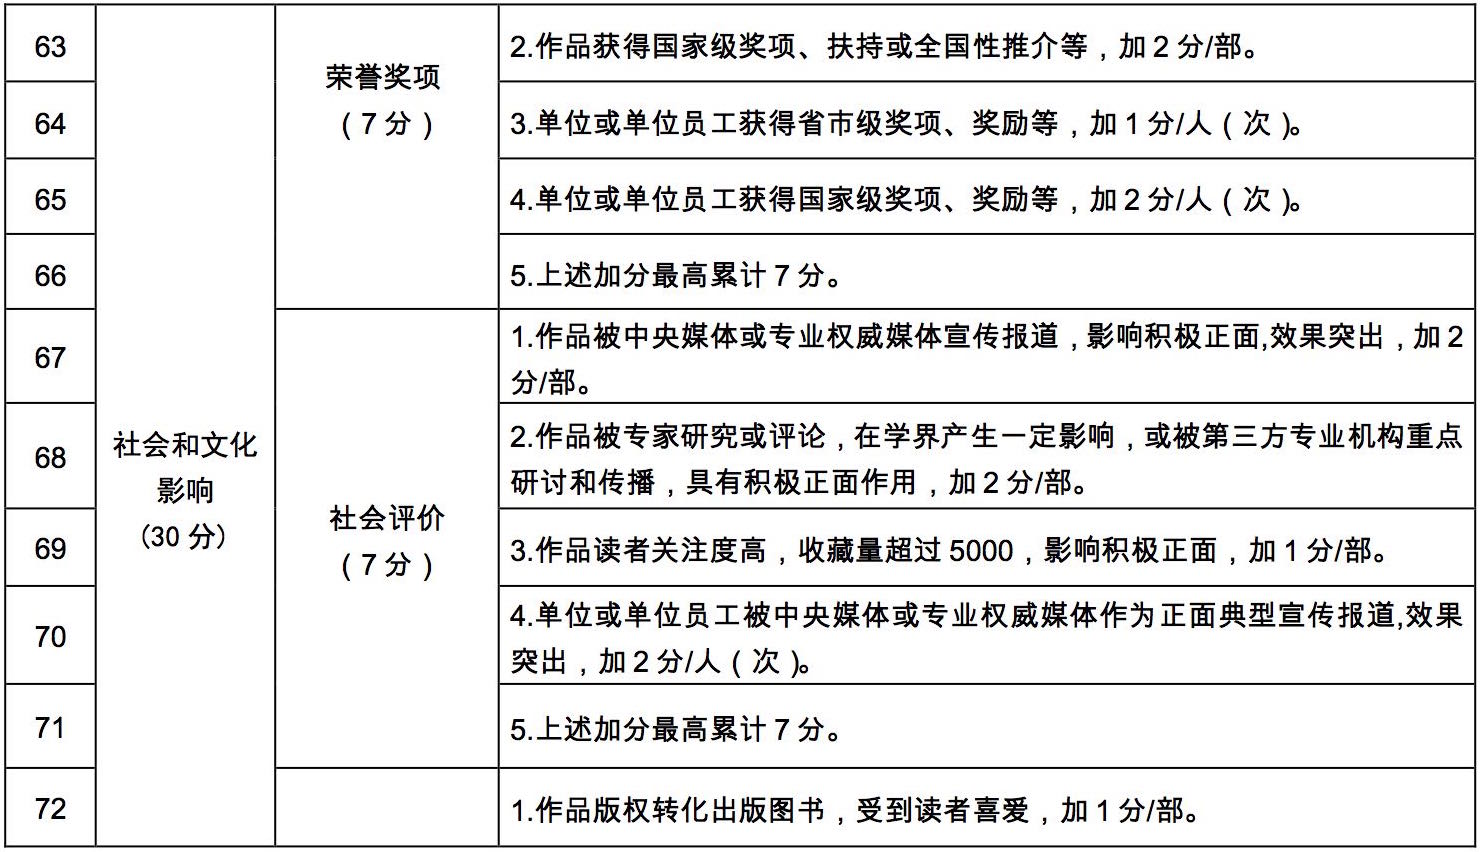 63
2.作品获得国家级奖项、扶持或全国性推介等，加2分/部。
荣誉奖项
（7分）
64
3.单位或单位员工获得省市级奖项、奖励等，加1分/人（次）。
65
4.单位或单位员工获得国家级奖项、奖励等，加2分/人（次）。
66
5.上述加分最高累计7分。
67
1.作品被中央媒体或专业权威媒体宣传报道，影响积极正面,效果突出，加2
分/部。
社会和文化
影响
(30分)
68
2.作品被专家研究或评论，在学界产生一定影响，或被第三方专业机构重点
研讨和传播，具有积极正面作用，加2分/部。
社会评价
（7分）
69
3.作品读者关注度高，收藏量超过5000，影响积极正面，加1分/部。
70
4.单位或单位员工被中央媒体或专业权威媒体作为正面典型宣传报道,效果
突出，加2分/人（次）。
71
5.上述加分最高累计7分。
72
1.作品版权转化出版图书，受到读者喜爱，加1分/部。